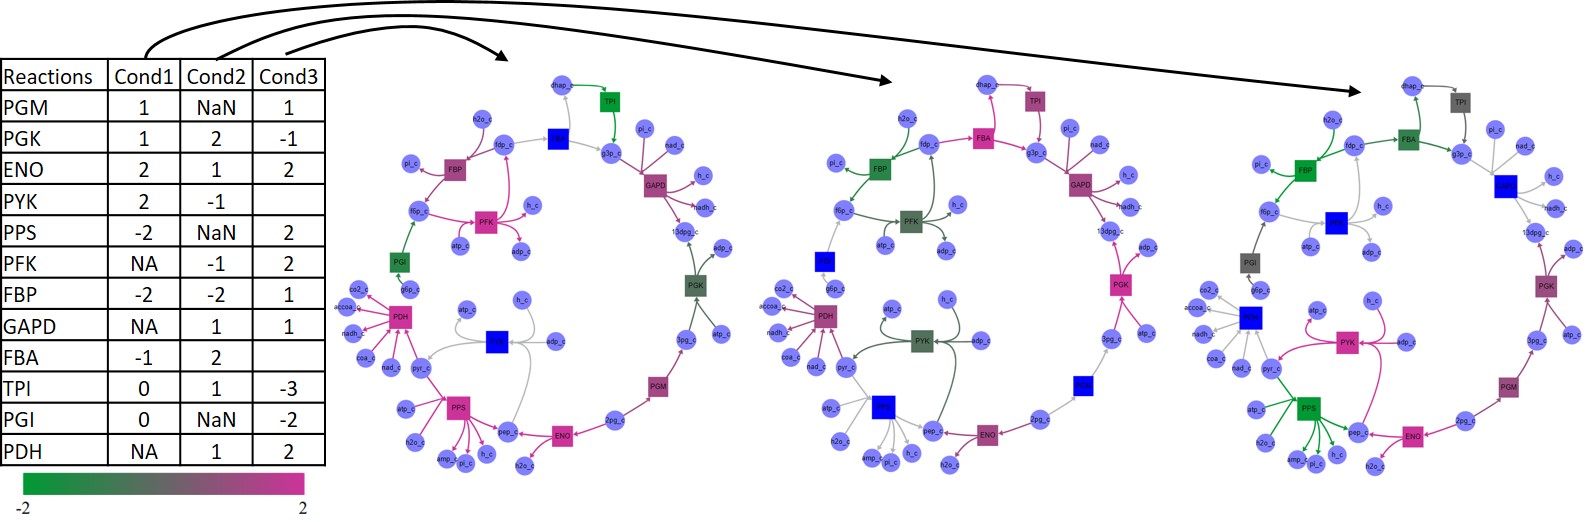 Reactions Cond1 Cond2 Cond3
PGM 1 NaN 1
PGK 1 2 -1
ENO 2 1 2
PYK 2 -1
PPS -2 NaN 2
PFK NA -1 2
FBP -2 -2 1
GAPD NA 1 1
FBA -1 2
TPI 0 1 -3
PGI 0 NaN -2
PDH NA 1 2
-2 2
dhap_c
TPI
h2o_c
fdp_c
g3p_c
pi_c
nad_c
pi_c
FBP
GAPD
h_c
nadh_c
f6p_c
PFK
h_c
atp_c
adp_c
13dpg_c
adp_c
PGI
g6p_c
PGK
co2_c
accoa_c
PDH
nadh_c
coa_c
nad_c
pyr_c
atp_c
h_c
PYK
adp_c
3pg_c
atp_c
PGM
atp_c
PPS
h2o_c
amp_c
pi_c
h_c
pep_c
ENO
h2o_c
2pg_c
dhap_c
TPI
h2o_c
fdp_c
FBA
g3p_c
pi_c
nad_c
pi_c
FBP
GAPD
h_c
nadh_c
f6p_c
PFK
h_c
atp_c
adp_c
13dpg_c
adp_c
g6p_c
PGK
co2_c
accoa_c
PDH
nadh_c
coa_c
nad_c
pyr_c
atp_c
h_c
PYK
adp_c
3pg_c
atp_c
PGM
atp_c
PPS
h2o_c
amp_c
pi_c
h_c
pep_c
ENO
h2o_c
2pg_c
dhap_c
TPI
h2o_c
fdp_c
FBA
g3p_c
pi_c
nad_c
pi_c
FBP
GAPD
h_c
nadh_c
f6p_c
h_c
atp_c
adp_c
13dpg_c
adp_c
PGI
g6p_c
PGK
co2_c
accoa_c
PDH
nadh_c
coa_c
nad_c
pyr_c
atp_c
h_c
PYK
adp_c
3pg_c
atp_c
PGM
atp_c
PPS
h2o_c
amp_c
pi_c
h_c
pep_c
ENO
h2o_c
2pg_c